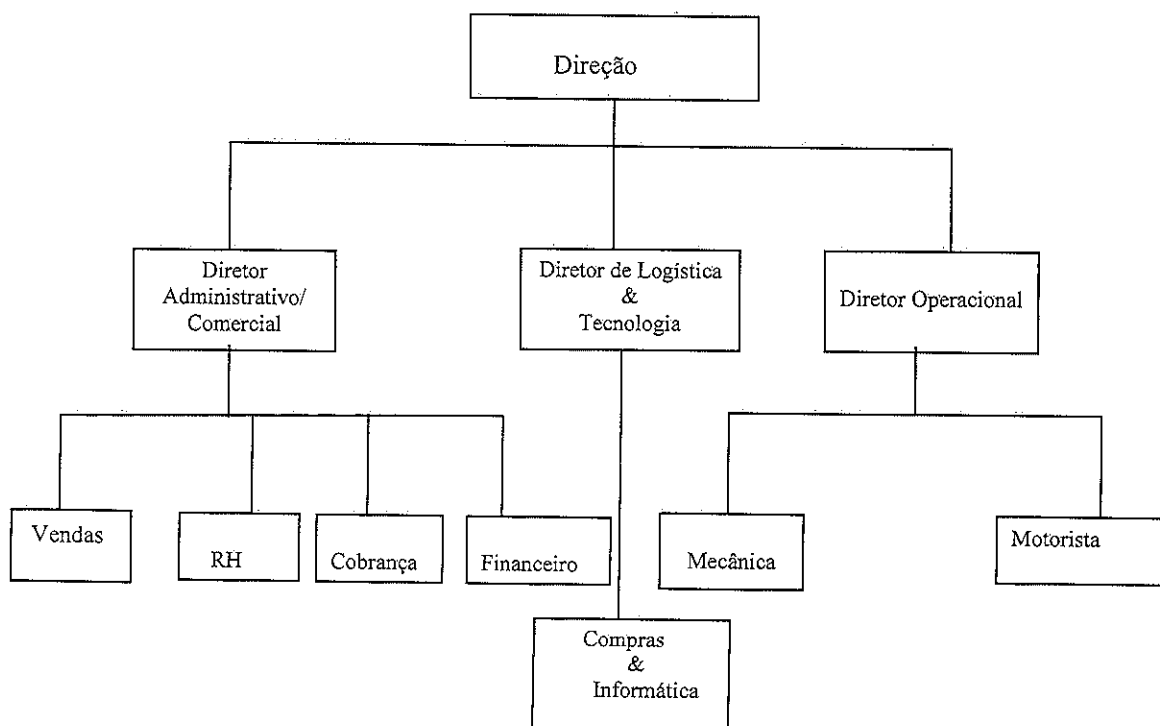 Direção
Diretor
Administrativo/
Comercial
Diretor de Logística
&
Tecnologia
Diretor Operacional
Vendas
RH
Cobrança
Financeiro
Mecânica
Motorista
Compras
&
Informática